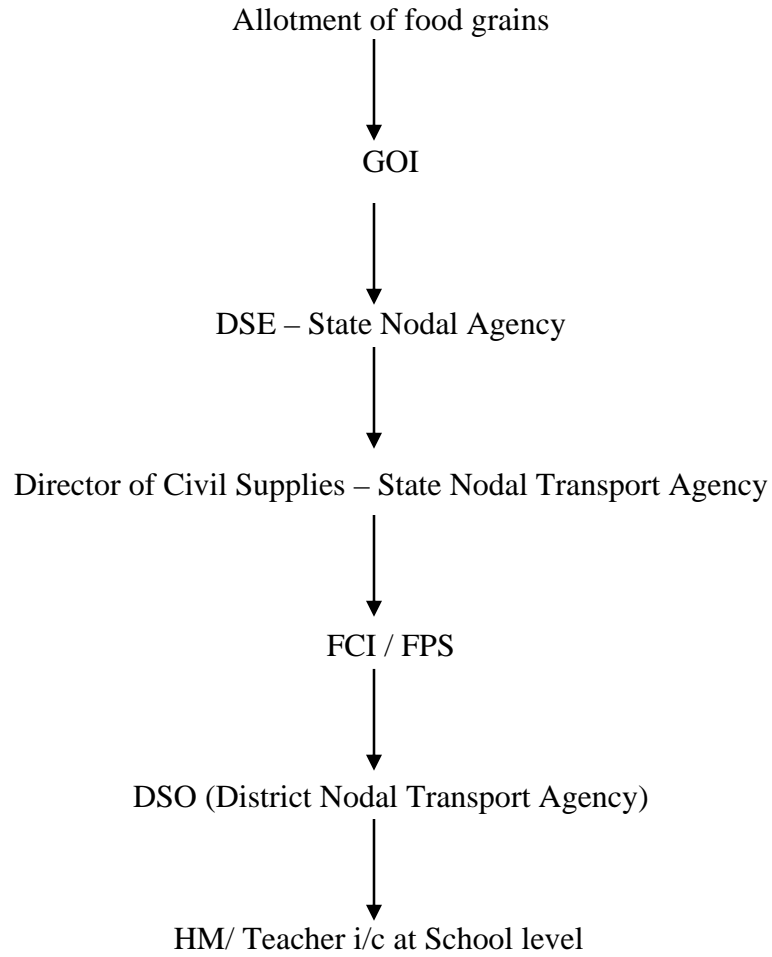 Allotment of food grains
GOI
DSE – State Nodal Agency
Director of Civil Supplies – State Nodal Transport Agency
FCI / FPS
DSO (District Nodal Transport Agency)
HM/ Teacher i/c at School level